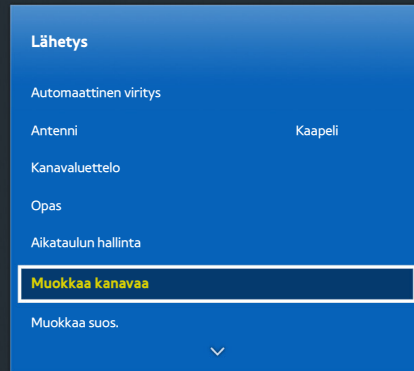 Lähetys
Automaattinen viritys
Antenni Kaapeli
Kanavaluettelo
Opas
Aikataulun hallinta
Muokkaa kanavaa
Muokkaa suos.